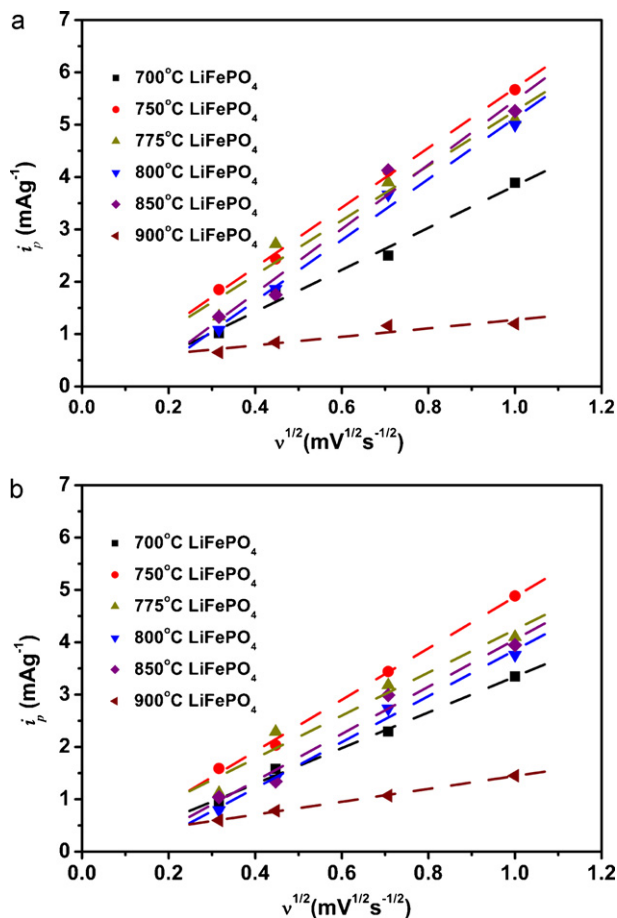 a
7
6
5
4
3
2
1
0
i_p (mAg⁻¹)
700°C LiFePO₄
750°C LiFePO₄
775°C LiFePO₄
800°C LiFePO₄
850°C LiFePO₄
900°C LiFePO₄
0.0 0.2 0.4 0.6 0.8 1.0 1.2
ν^1/2(mV^1/2s^-1/2)
b
7
6
5
4
3
2
1
0
i_p (mAg⁻¹)
700°C LiFePO₄
750°C LiFePO₄
775°C LiFePO₄
800°C LiFePO₄
850°C LiFePO₄
900°C LiFePO₄
0.0 0.2 0.4 0.6 0.8 1.0 1.2
ν^1/2(mV^1/2s^-1/2)